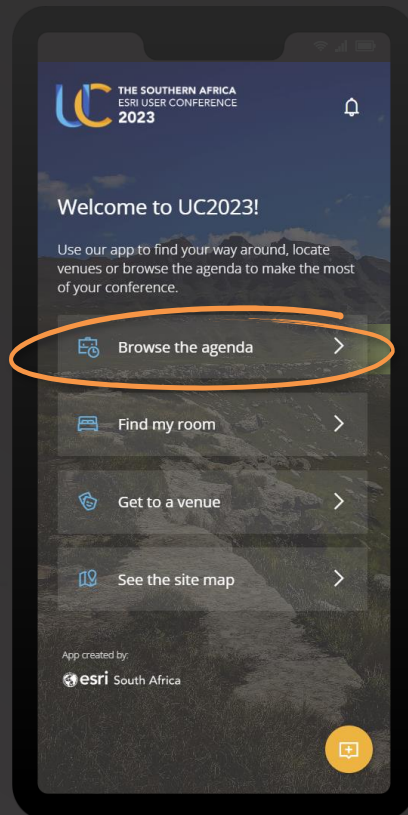 UC THE SOUTHERN AFRICA
ESRI USER CONFERENCE
2023
Welcome to UC2023!
Use our app to find your way around, locate
venues or browse the agenda to make the most
of your conference.
Browse the agenda
Find my room
Get to a venue
See the site map
App created by:
esri South Africa